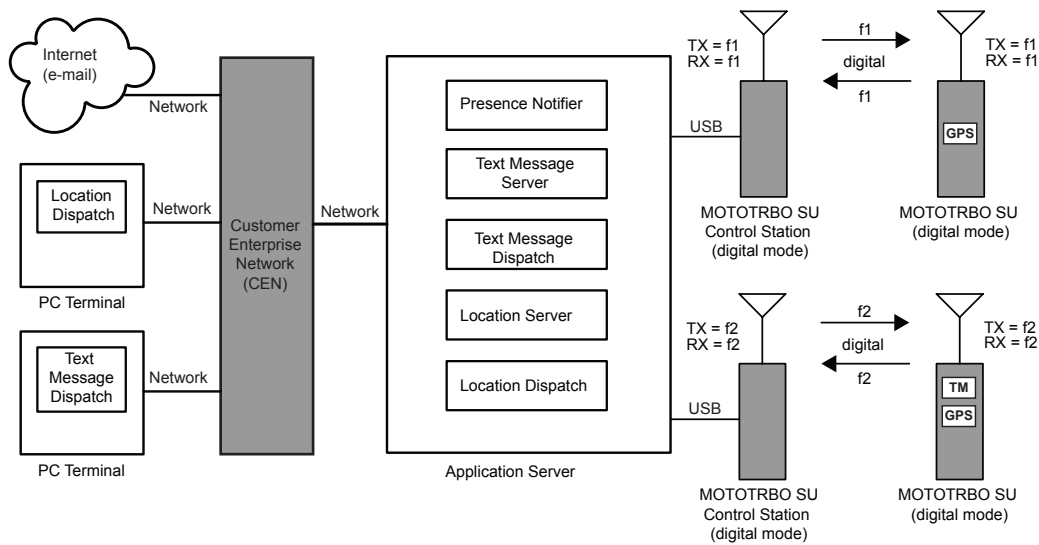 Internet
(e-mail)
Network
Location
Dispatch
Network
PC Terminal
Text
Message
Dispatch
Network
PC Terminal
Customer
Enterprise
Network
(CEN)
Network
Presence Notifier
Text Message
Server
Text Message
Dispatch
Location Server
Location Dispatch
Application Server
USB
TX = f1
RX = f1
f1
digital
f1
TX = f1
RX = f1
GPS
MOTOTRBO SU
Control Station
(digital mode)
MOTOTRBO SU
(digital mode)
USB
TX = f2
RX = f2
f2
digital
f2
TX = f2
RX = f2
TM
GPS
MOTOTRBO SU
Control Station
(digital mode)
MOTOTRBO SU
(digital mode)